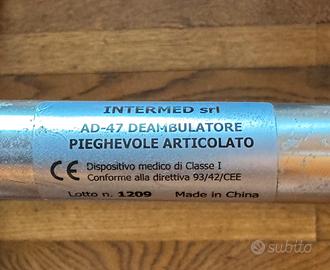 INTERMED srl
AD-47 DEAMBULATORE
PIEGHEVOLE ARTICOLATO
CE Dispositivo medico di Classe I
Conforme alla direttiva 93/42/CEE
Lotto n. 1209 Made in China
subito